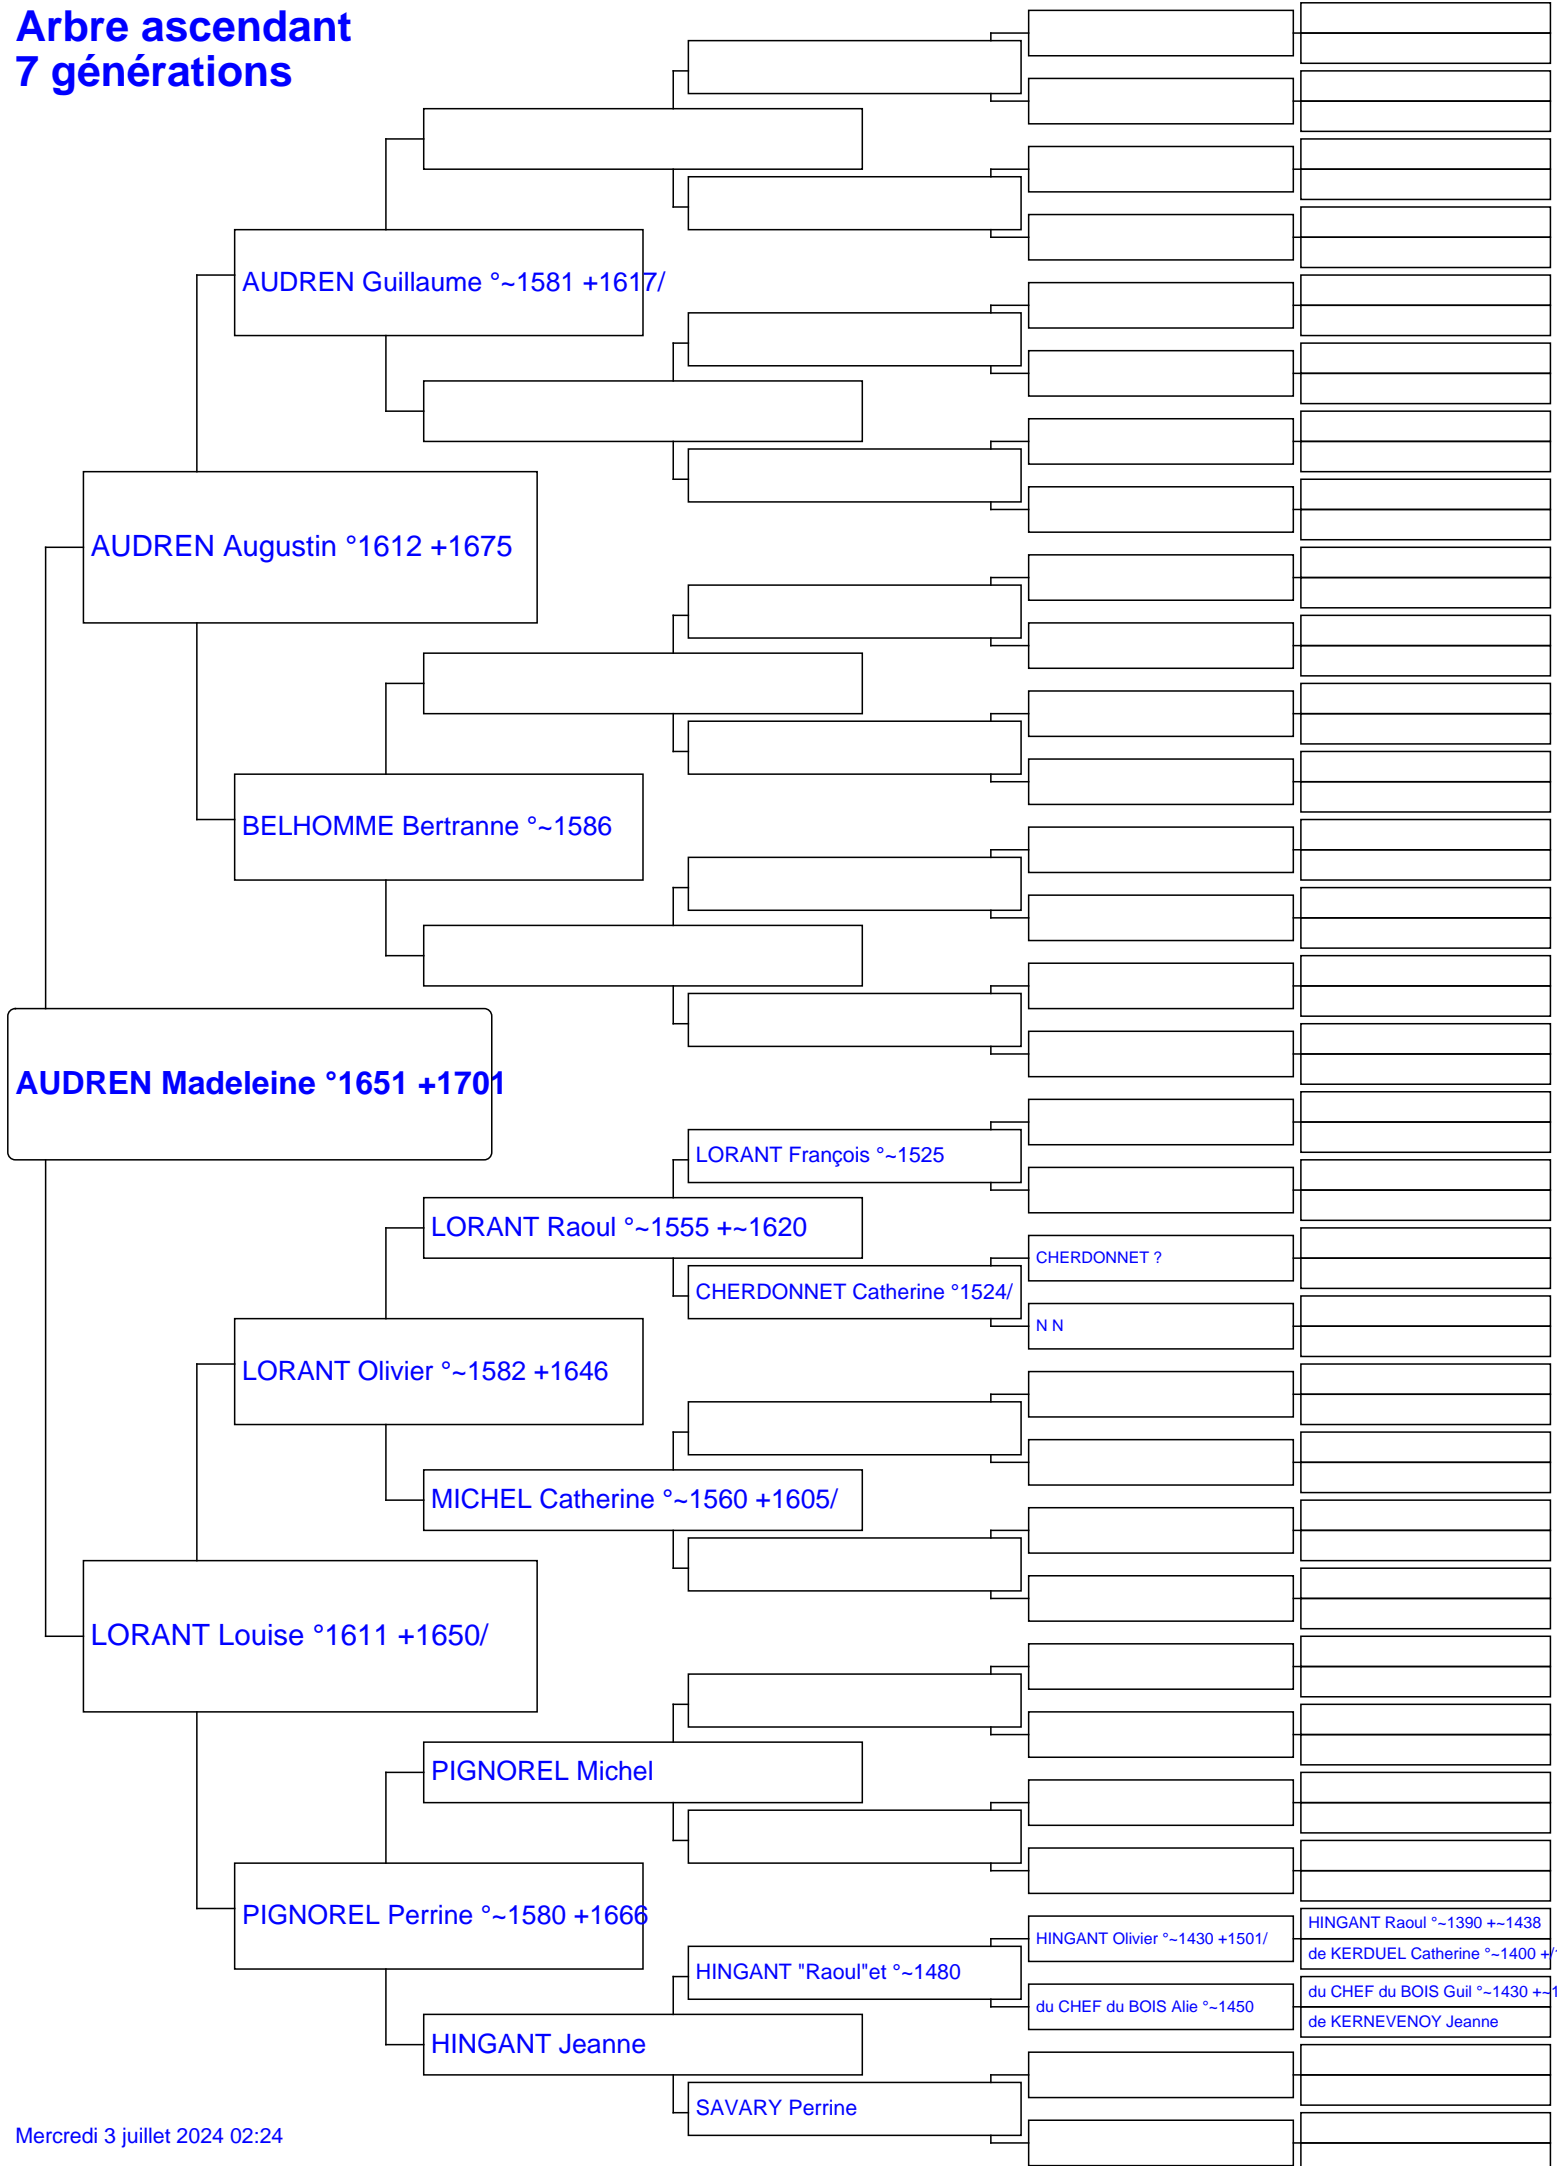 Arbre ascendant
7 générations
AUDREN Guillaume °~1581 +1617/
AUDREN Augustin °1612 +1675
BELHOMME Bertranne °~1586
AUDREN Madeleine °1651 +1701
LORANT François °~1525
LORANT Raoul °~1555 +~1620
CHERDONNET ?
CHERDONNET Catherine °1524/
N N
LORANT Olivier °~1582 +1646
MICHEL Catherine °~1560 +1605/
LORANT Louise °1611 +1650/
PIGNOREL Michel
PIGNOREL Perrine °~1580 +1666
HINGANT Raoul °~1390 +~1438
HINGANT Olivier °~1430 +1501/
de KERDUEL Catherine °~1400 +/
HINGANT "Raoul"et °~1480
du CHEF du BOIS Guil °~1430 +~1
du CHEF du BOIS Alie °~1450
de KERNEVENOY Jeanne
HINGANT Jeanne
SAVARY Perrine
Mercredi 3 juillet 2024 02:24